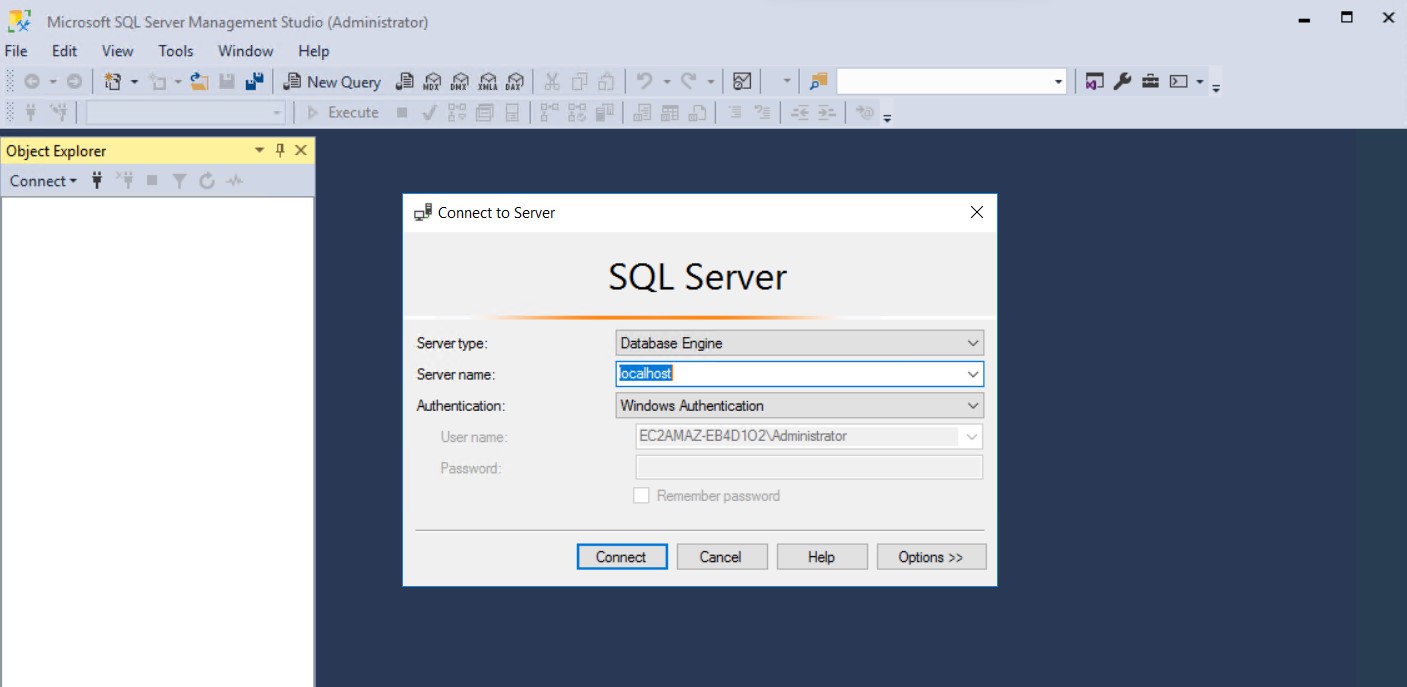 Microsoft SQL Server Management Studio (Administrator)
File Edit View Tools Window Help
New Query MDX DMX XMLA DAX
Execute
Object Explorer
Connect
Connect to Server
SQL Server
Server type: Database Engine
Server name: localhost
Authentication: Windows Authentication
User name: EC2AMAZ-EB4D1O2\Administrator
Password:
Remember password
Connect Cancel Help Options >>